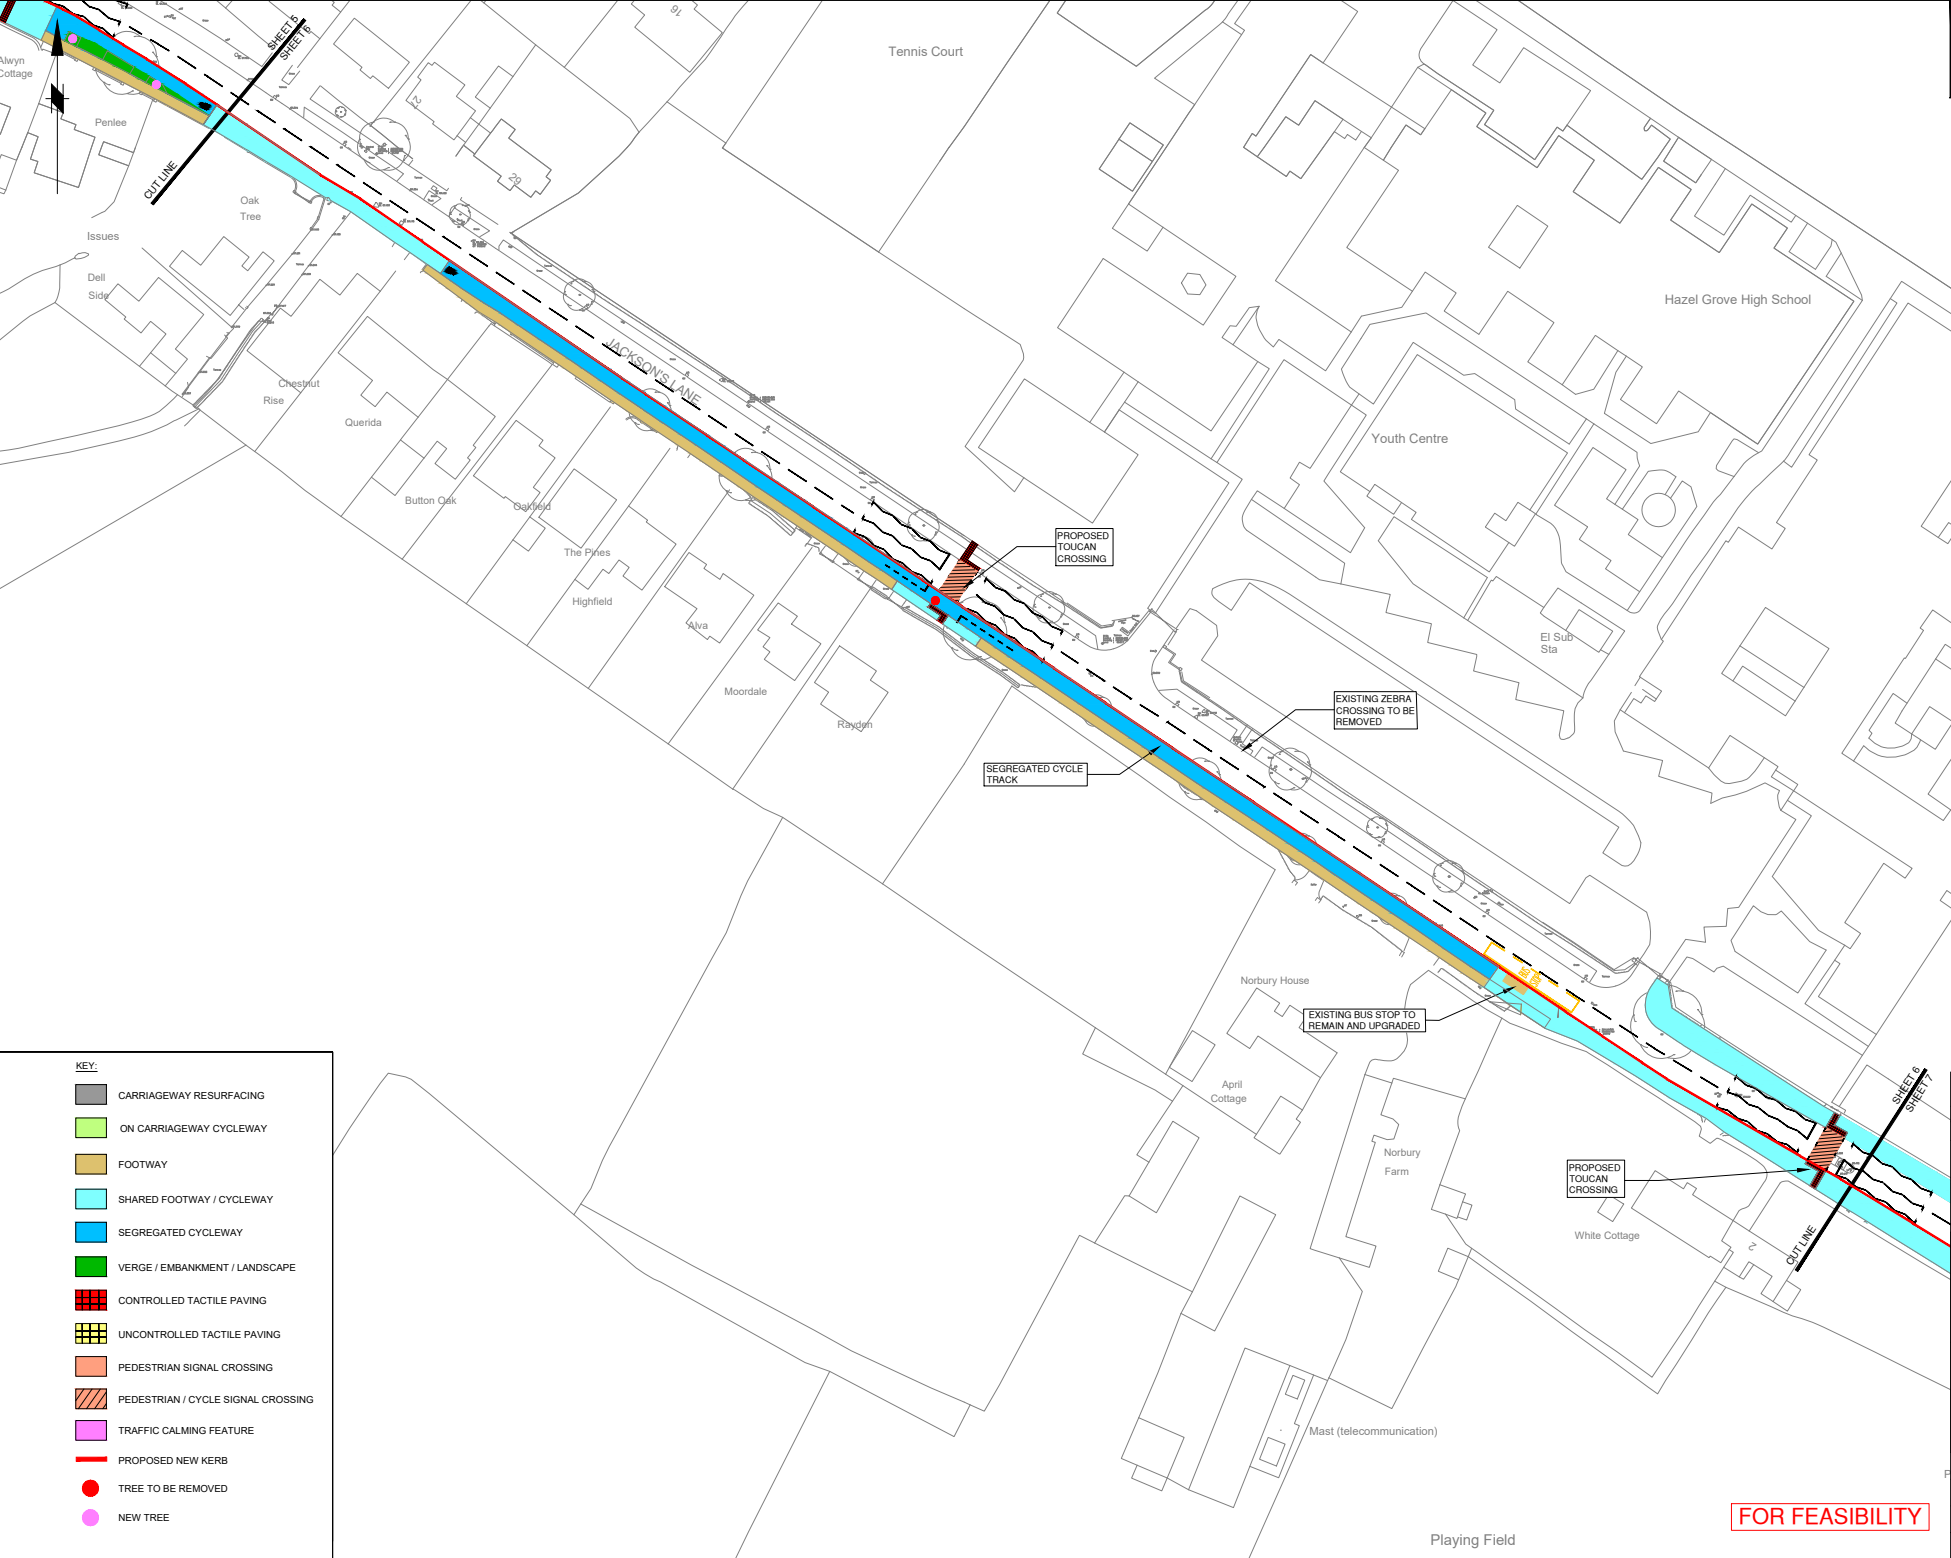 SHEET 5
SHEET 6
CUT LINE
Alwyn
Cottage
Penlee
Oak
Tree
Issues
Dell
Side
16
21
29
Tennis Court
Hazel Grove High School
Youth Centre
JACKSON'S LANE
Chestnut
Rise
Querida
Button Oak
Oakfield
The Pines
Highfield
Alva
Moordale
Rayden
PROPOSED
TOUCAN
CROSSING
El Sub
Sta
EXISTING ZEBRA
CROSSING TO BE
REMOVED
SEGREGATED CYCLE
TRACK
Norbury House
EXISTING BUS STOP TO
REMAIN AND UPGRADED
April
Cottage
Norbury
Farm
PROPOSED
TOUCAN
CROSSING
White Cottage
2
SHEET 6
SHEET 7
CUT LINE
Mast (telecommunication)
Playing Field
KEY:
CARRIAGEWAY RESURFACING
ON CARRIAGEWAY CYCLEWAY
FOOTWAY
SHARED FOOTWAY / CYCLEWAY
SEGREGATED CYCLEWAY
VERGE / EMBANKMENT / LANDSCAPE
CONTROLLED TACTILE PAVING
UNCONTROLLED TACTILE PAVING
PEDESTRIAN SIGNAL CROSSING
PEDESTRIAN / CYCLE SIGNAL CROSSING
TRAFFIC CALMING FEATURE
PROPOSED NEW KERB
TREE TO BE REMOVED
NEW TREE
FOR FEASIBILITY